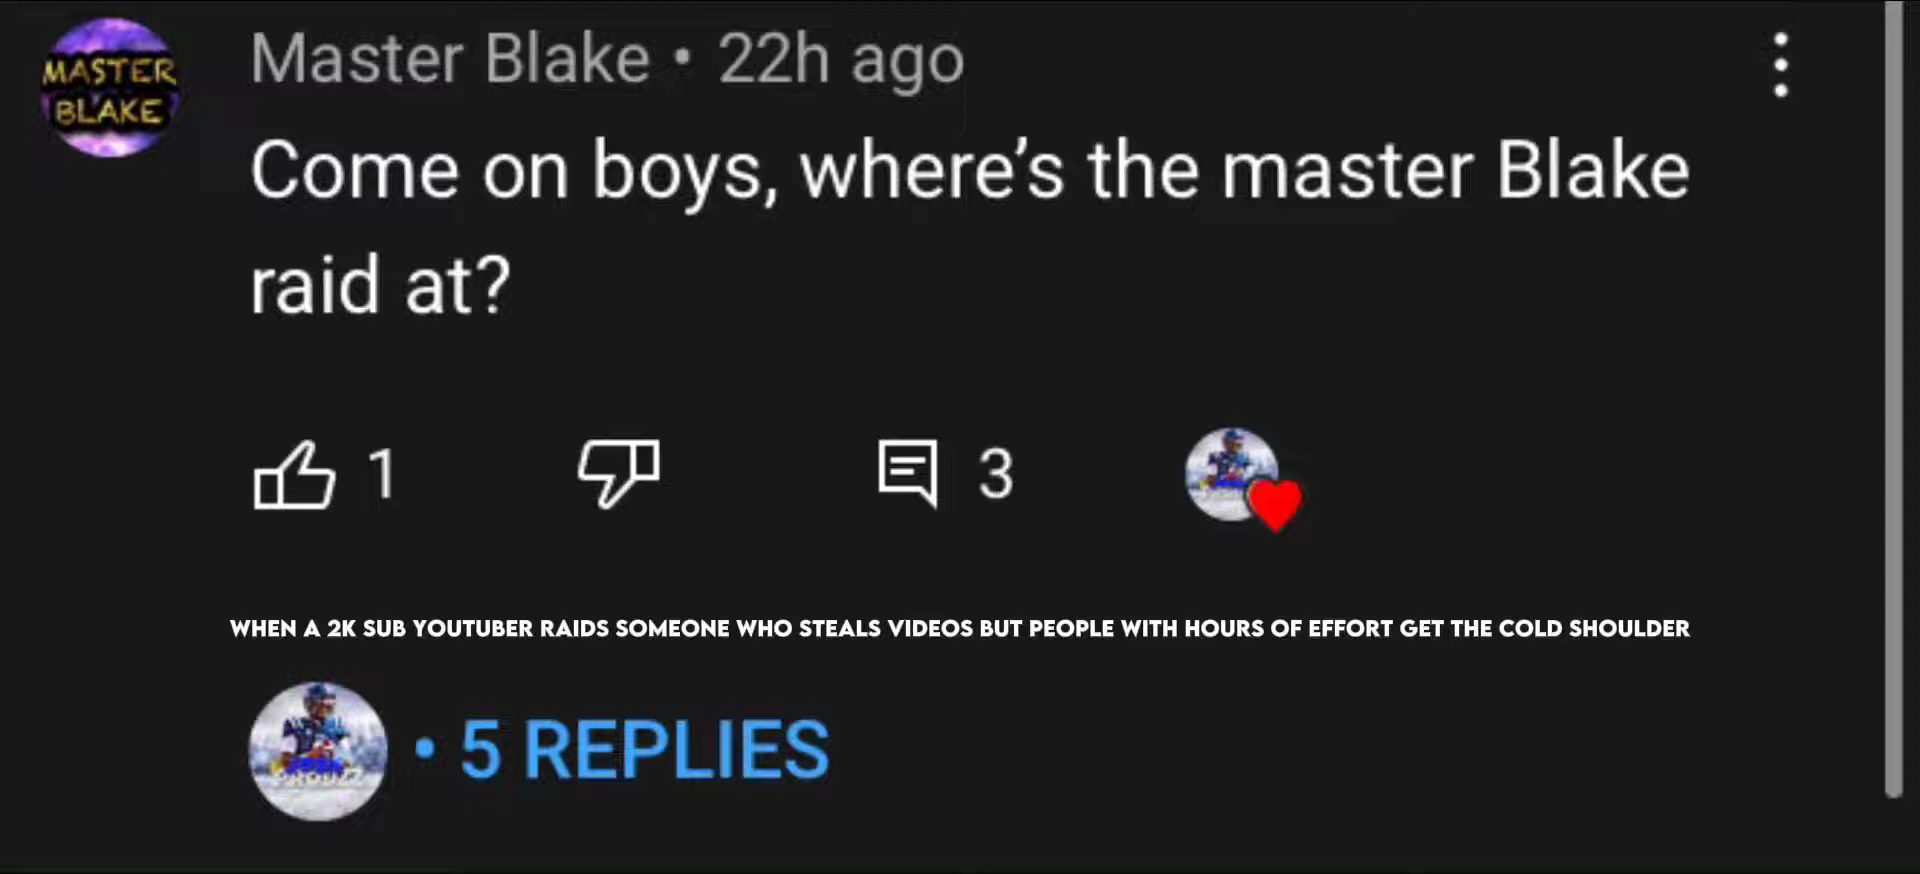 MASTER
BLAKE
Master Blake • 22h ago
Come on boys, where's the master Blake
raid at?
1
3
WHEN A 2K SUB YOUTUBER RAIDS SOMEONE WHO STEALS VIDEOS BUT PEOPLE WITH HOURS OF EFFORT GET THE COLD SHOULDER
• 5 REPLIES